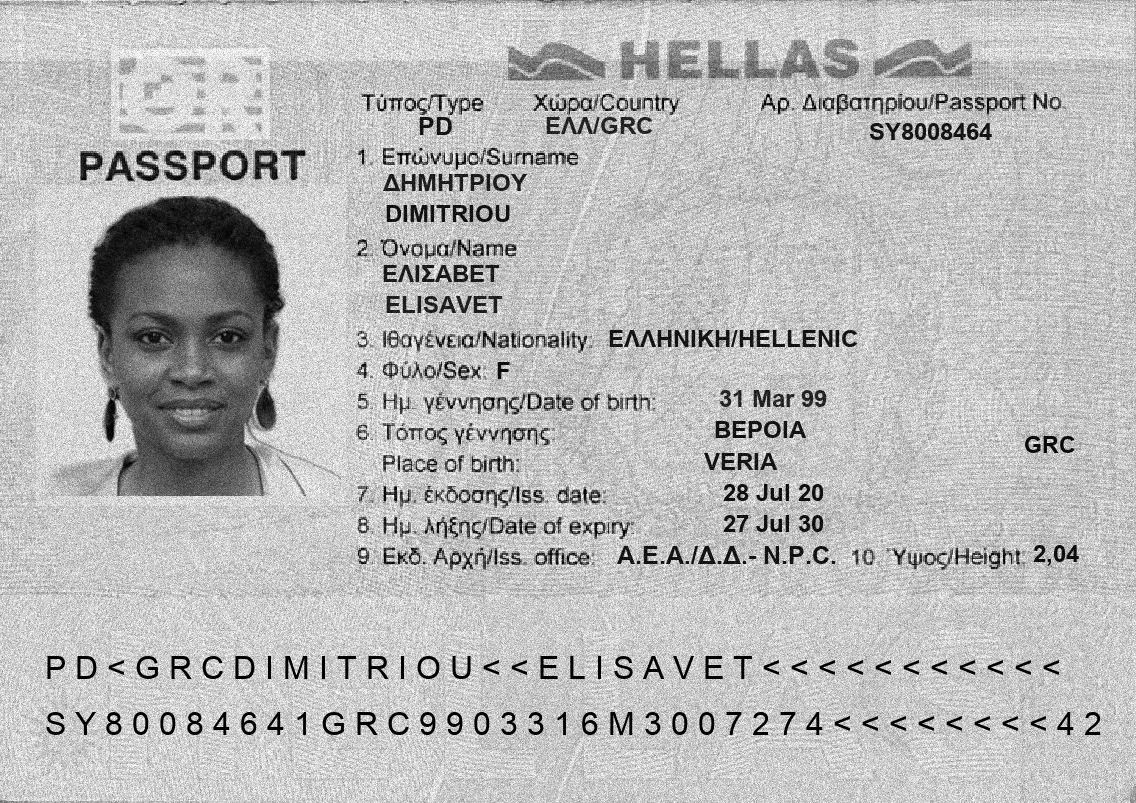 GR
HELLAS
Τύπος/Type Χώρα/Country Αρ. Διαβατηρίου/Passport No.
PD ΕΛΛ/GRC SY8008464
PASSPORT
1. Επώνυμο/Surname
ΔΗΜΗΤΡΙΟΥ
DIMITRIOU
2. Όνομα/Name
ΕΛΙΣΑΒΕΤ
ELISAVET
3. Ιθαγένεια/Nationality: ΕΛΛΗΝΙΚΗ/HELLENIC
4. Φύλο/Sex: F
5. Ημ. γέννησης/Date of birth: 31 Mar 99
6. Τόπος γέννησης: ΒΕΡΟΙΑ
GRC
Place of birth: VERIA
7. Ημ. έκδοσης/Iss. date: 28 Jul 20
8. Ημ. λήξης/Date of expiry: 27 Jul 30
9. Εκδ. Αρχή/Iss. office: Α.Ε.Α./Δ.Δ.- N.P.C. 10. Ύψος/Height: 2,04
PD<GRCDIMITRIOU<<ELISAVET<<<<<<<<<<<
SY80084641GRC9903316M3007274<<<<<<<<42